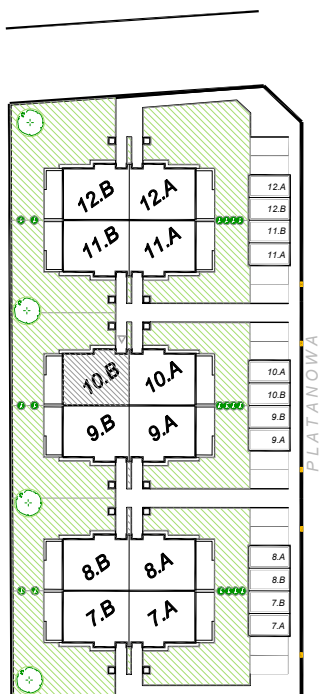 12.B 12.A
11.B 11.A
12.A
12.B
11.B
11.A
10.B 10.A
9.B 9.A
10.A
10.B
9.B
9.A
PLATANOWA
8.B 8.A
7.B 7.A
8.A
8.B
7.B
7.A